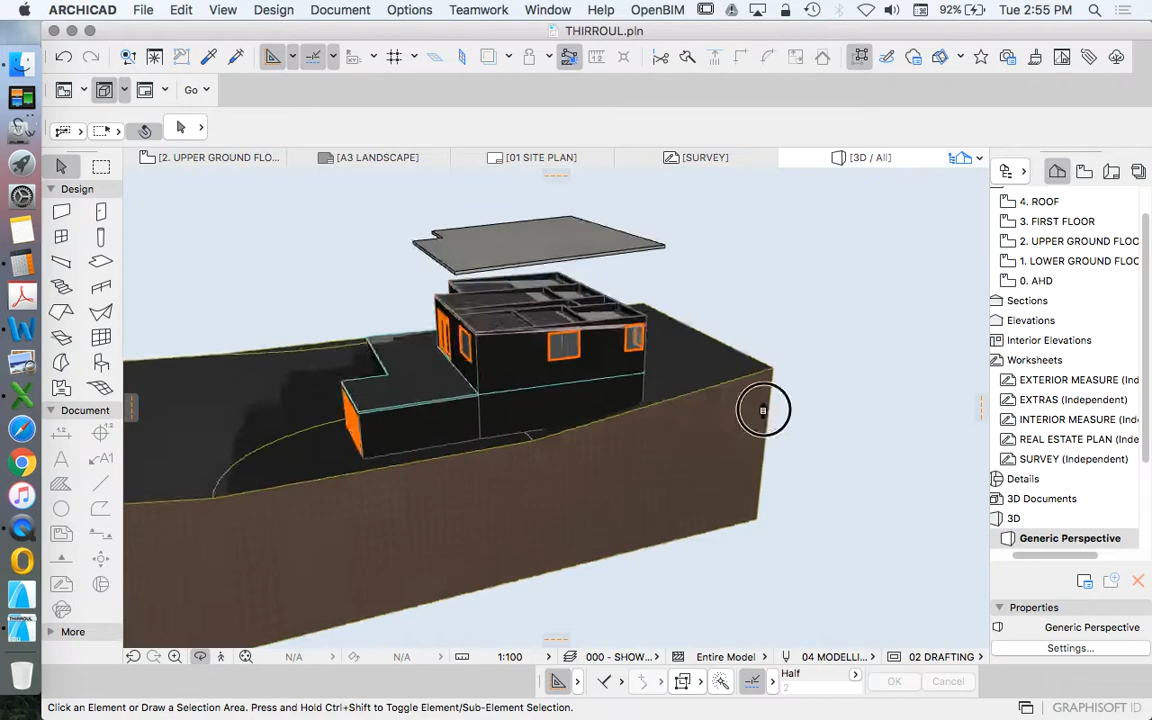 ARCHICAD File Edit View Design Document Options Teamwork Window Help OpenBIM 92% Tue 2:55 PM
THIRROUL.pln
Go
[2. UPPER GROUND FLO... [A3 LANDSCAPE] [01 SITE PLAN] [SURVEY] [3D / All]
Design
Document
More
4. ROOF
3. FIRST FLOOR
2. UPPER GROUND FLOO
1. LOWER GROUND FLOO
0. AHD
Sections
Elevations
Interior Elevations
Worksheets
EXTERIOR MEASURE (Ind
EXTRAS (Independent)
INTERIOR MEASURE (Ind
REAL ESTATE PLAN (Ind
SURVEY (Independent)
Details
3D Documents
3D
Generic Perspective
Properties
Generic Perspective
Settings...
N/A N/A 1:100 000 - SHOW... Entire Model 04 MODELLI... 02 DRAFTING
Half
2
OK Cancel
Click an Element or Draw a Selection Area. Press and Hold Ctrl+Shift to Toggle Element/Sub-Element Selection.
GRAPHISOFT ID